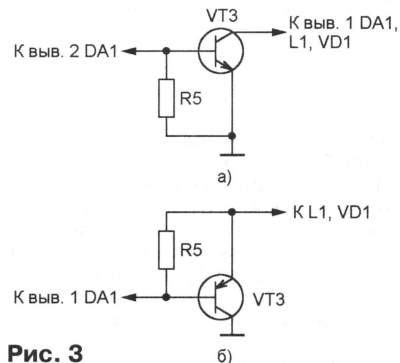 VT3
К выв. 1 DA1,
L1, VD1
К выв. 2 DA1
R5
а)
К L1, VD1
R5
К выв. 1 DA1
VT3
Рис. 3
б)